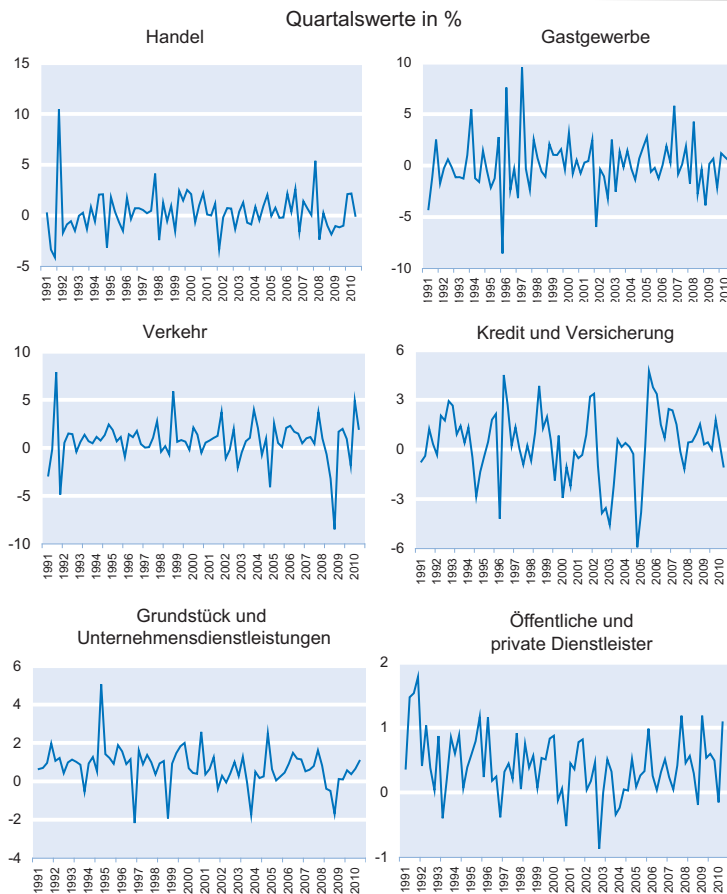 Quartalswerte in %
Handel
15
10
5
0
-5
1991 1992 1993 1994 1995 1996 1997 1998 1999 2000 2001 2002 2003 2004 2005 2006 2007 2008 2009 2010
Gastgewerbe
10
5
0
-5
-10
1991 1992 1993 1994 1995 1996 1997 1998 1999 2000 2001 2002 2003 2004 2005 2006 2007 2008 2009 2010
Verkehr
10
5
0
-5
-10
1991 1992 1993 1994 1995 1996 1997 1998 1999 2000 2001 2002 2003 2004 2005 2006 2007 2008 2009 2010
Kredit und Versicherung
6
3
0
-3
-6
1991 1992 1993 1994 1995 1996 1997 1998 1999 2000 2001 2002 2003 2004 2005 2006 2007 2008 2009 2010
Grundstück und
Unternehmensdienstleistungen
6
4
2
0
-2
-4
1991 1992 1993 1994 1995 1996 1997 1998 1999 2000 2001 2002 2003 2004 2005 2006 2007 2008 2009 2010
Öffentliche und
private Dienstleister
2
1
0
-1
1991 1992 1993 1994 1995 1996 1997 1998 1999 2000 2001 2002 2003 2004 2005 2006 2007 2008 2009 2010